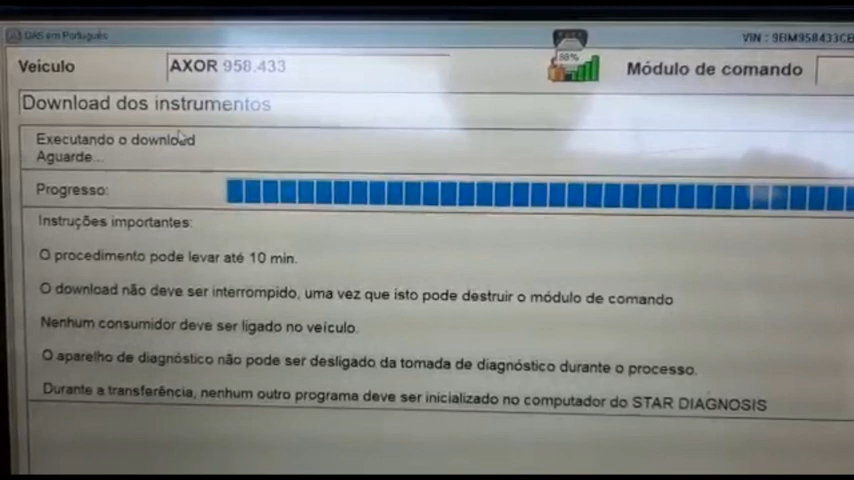 DAS em Português
VIN : 9BM958433CB
Veiculo
AXOR 958.433
98%
Módulo de comando
Download dos instrumentos
Executando o download
Aguarde...
Progresso:
Instruções importantes:
O procedimento pode levar até 10 min.
O download não deve ser interrompido, uma vez que isto pode destruir o módulo de comando
Nenhum consumidor deve ser ligado no veículo.
O aparelho de diagnóstico não pode ser desligado da tomada de diagnóstico durante o processo.
Durante a transferência, nenhum outro programa deve ser inicializado no computador do STAR DIAGNOSIS